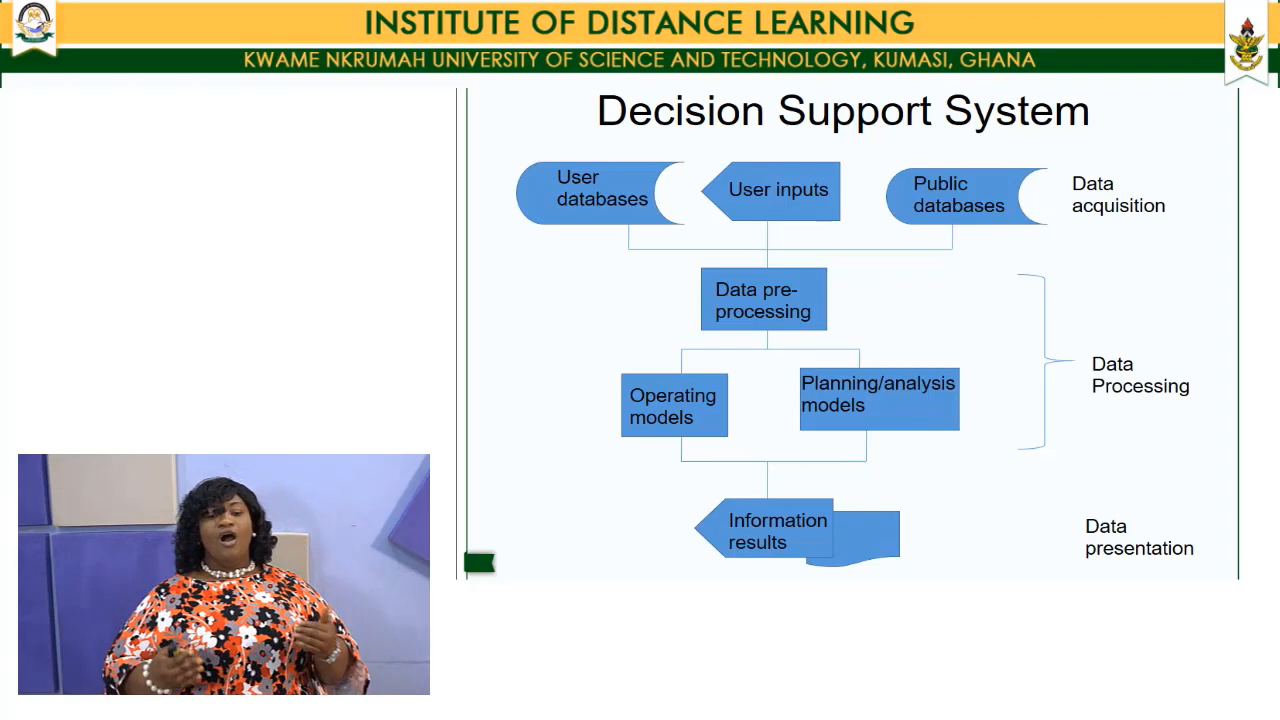 INSTITUTE OF DISTANCE LEARNING
KWAME NKRUMAH UNIVERSITY OF SCIENCE AND TECHNOLOGY, KUMASI, GHANA
Decision Support System
User
databases
User inputs
Public
databases
Data
acquisition
Data pre-
processing
Operating
models
Planning/analysis
models
Data
Processing
Information
results
Data
presentation